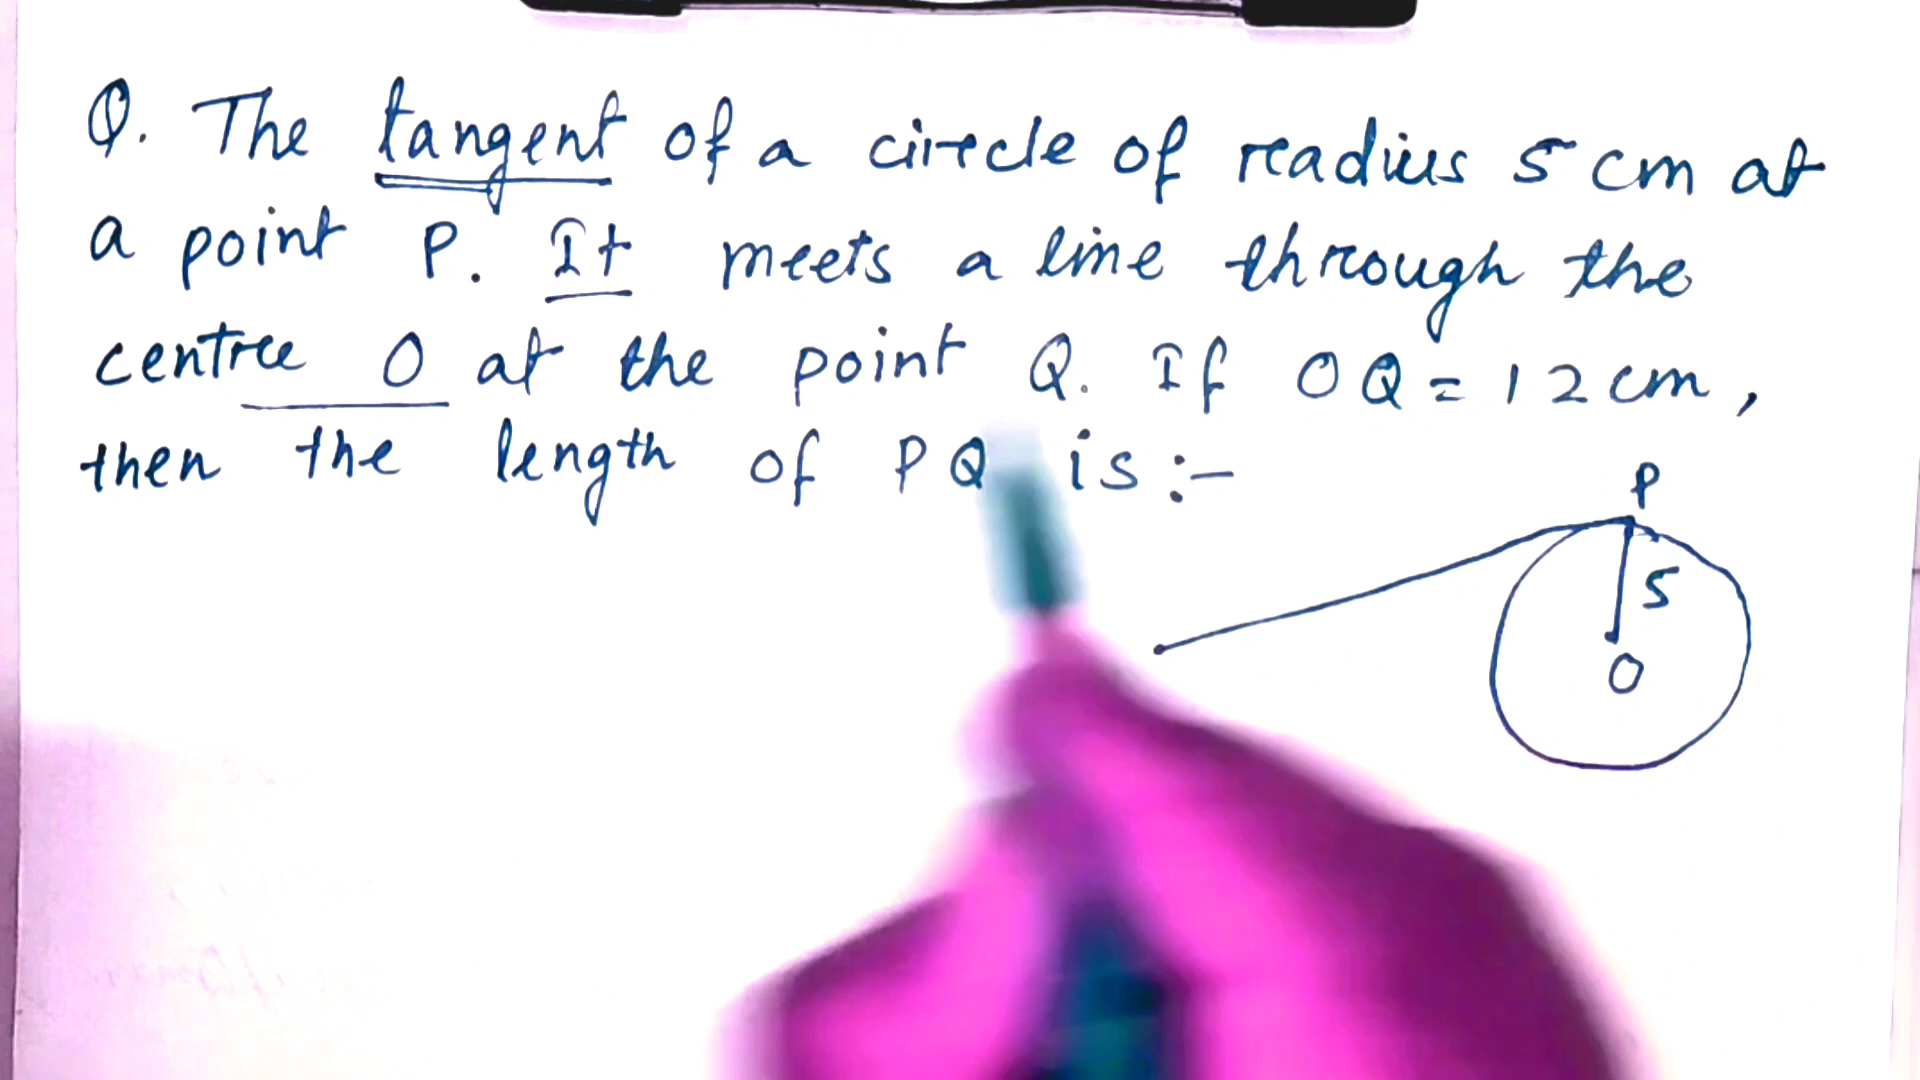 Q. The tangent of a circle of radius 5 cm at
a point P. It meets a line through the
centre O at the point Q. If OQ = 12 cm,
then the length of PQ is :-
P
5
O